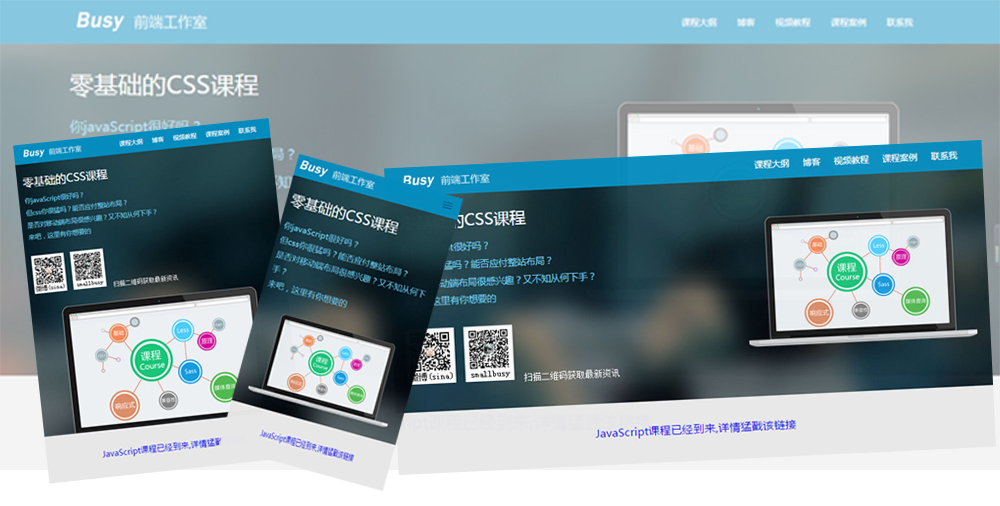 Busy 前端工作室
课程大纲 博客 视频教程 课程案例 联系我
零基础的CSS课程
你javaScript很好吗？
Busy 前端工作室
课程大纲 博客 视频教程 课程案例 联系我
零基础的CSS课程
你javaScript很好吗？
但css你很猛吗？能否应付整站布局？
是否对移动端布局很感兴趣？又不知从何下手？
来吧，这里有你想要的
(sina)
smallbusy
扫描二维码获取最新资讯
基础
Less
课程
Course
Sass
响应式
媒体查询
JavaScript课程已经到来,详情猛戳
Busy 前端工作室
零基础的CSS课程
你javaScript很好吗？
但css你很猛吗？能否应付整站布局？
是否对移动端布局很感兴趣？又不知从何下手？
来吧，这里有你想要的
课程
Course
JavaScript课程已经到来,详情猛戳该链接
Busy 前端工作室
课程大纲 博客 视频教程 课程案例 联系我
的CSS课程
很好吗？
猛吗？能否应付整站布局？
端布局很感兴趣？又不知从何下手？
这里有你想要的
博(sina)
smallbusy
扫描二维码获取最新资讯
基础
Less
课程
Course
Sass
响应式
媒体查询
JavaScript课程已经到来,详情猛戳该链接